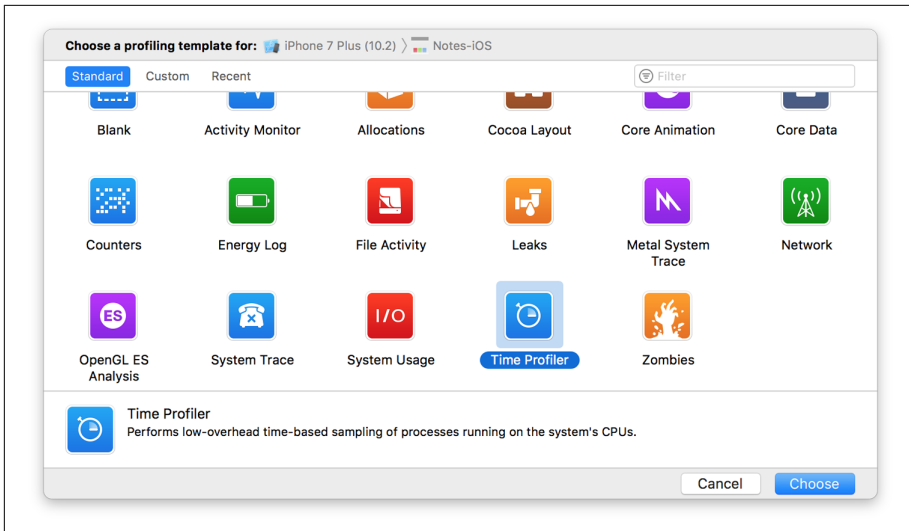 Choose a profiling template for: iPhone 7 Plus (10.2) Notes-iOS
Standard Custom Recent Filter
Blank Activity Monitor Allocations Cocoa Layout Core Animation Core Data
Counters Energy Log File Activity Leaks Metal System Trace Network
ES I/O
OpenGL ES Analysis System Trace System Usage Time Profiler Zombies
Time Profiler
Performs low-overhead time-based sampling of processes running on the system's CPUs.
Cancel Choose